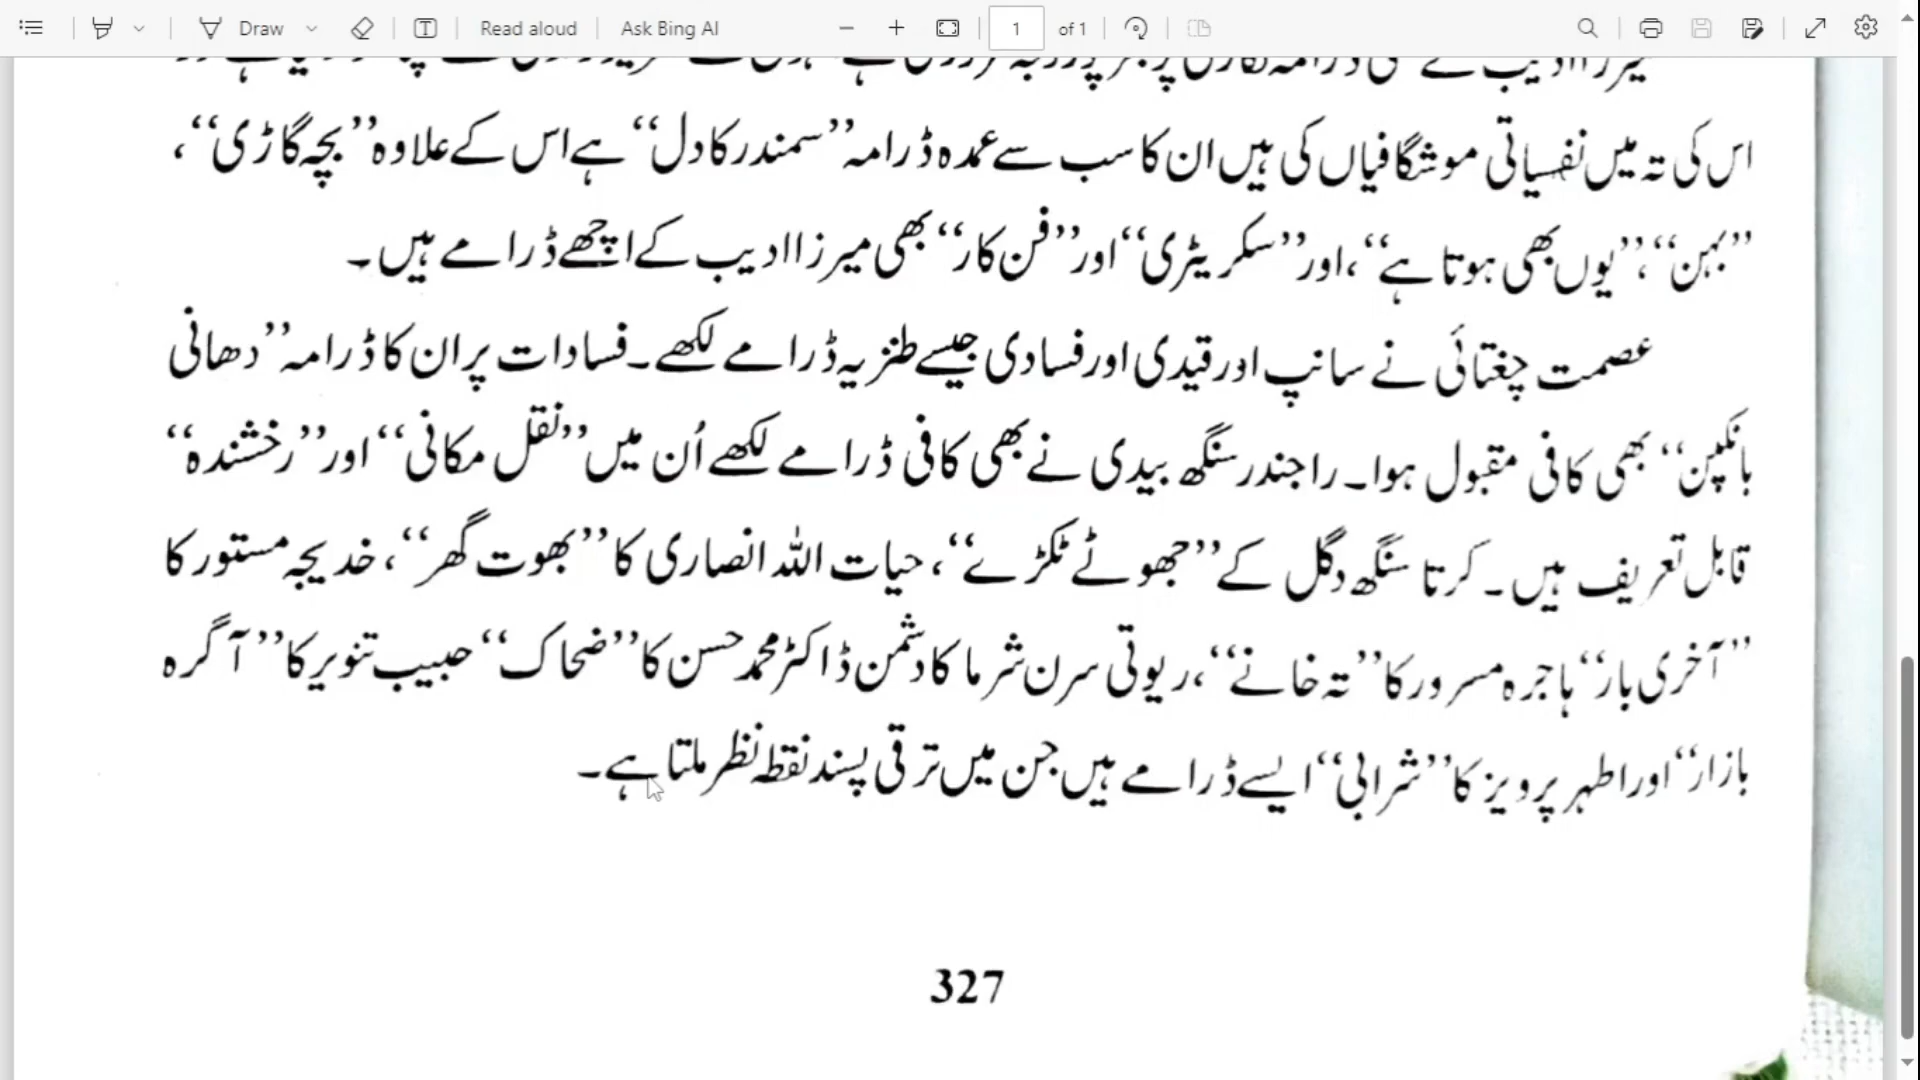 Draw
Read aloud
Ask Bing AI
1
of 1
اس کی تہ میں نفسیاتی موشگافیاں کی ہیں ان کا سب سے عمدہ ڈرامہ ’’سمندر کا دل‘‘ ہے اس کے علاوہ ’’بچہ گاڑی‘‘،
’’بہن‘‘، ’’یوں بھی ہوتا ہے‘‘، اور ’’سکریٹری‘‘ اور ’’فن کار‘‘ بھی میرزا ادیب کے اچھے ڈرامے ہیں۔
عصمت چغتائی نے سانپ اور قیدی اور فسادی جیسے طنزیہ ڈرامے لکھے۔ فسادات پر ان کا ڈرامہ ’’دھانی
بانکپن‘‘ بھی کافی مقبول ہوا۔ راجندر سنگھ بیدی نے بھی کافی ڈرامے لکھے اُن میں ’’نقل مکانی‘‘ اور ’’رخشندہ‘‘
قابل تعریف ہیں۔ کرتا سنگھ دگل کے ’’جھوٹے ٹکڑے‘‘، حیات اللہ انصاری کا ’’بھوت گھر‘‘، خدیجہ مستور کا
’’آخری بار‘‘ ہاجرہ مسرور کا ’’تہ خانے‘‘، ریوتی سرن شرما کا دشمن ڈاکٹر محمد حسن کا ’’ضحاک‘‘ حبیب تنویر کا ’’آگرہ
بازار‘‘ اور اطہر پرویز کا ’’شرابی‘‘ ایسے ڈرامے ہیں جن میں ترقی پسند نقطہ نظر ملتا ہے۔
327